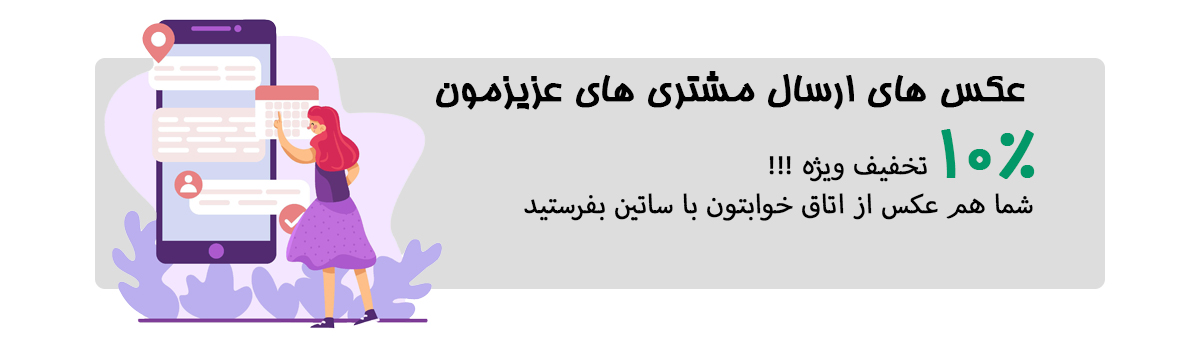 عکس های ارسال مشتری های عزیزمون
۱۰٪ تخفیف ویژه !!!
شما هم عکس از اتاق خوابتون با ساتین بفرستید